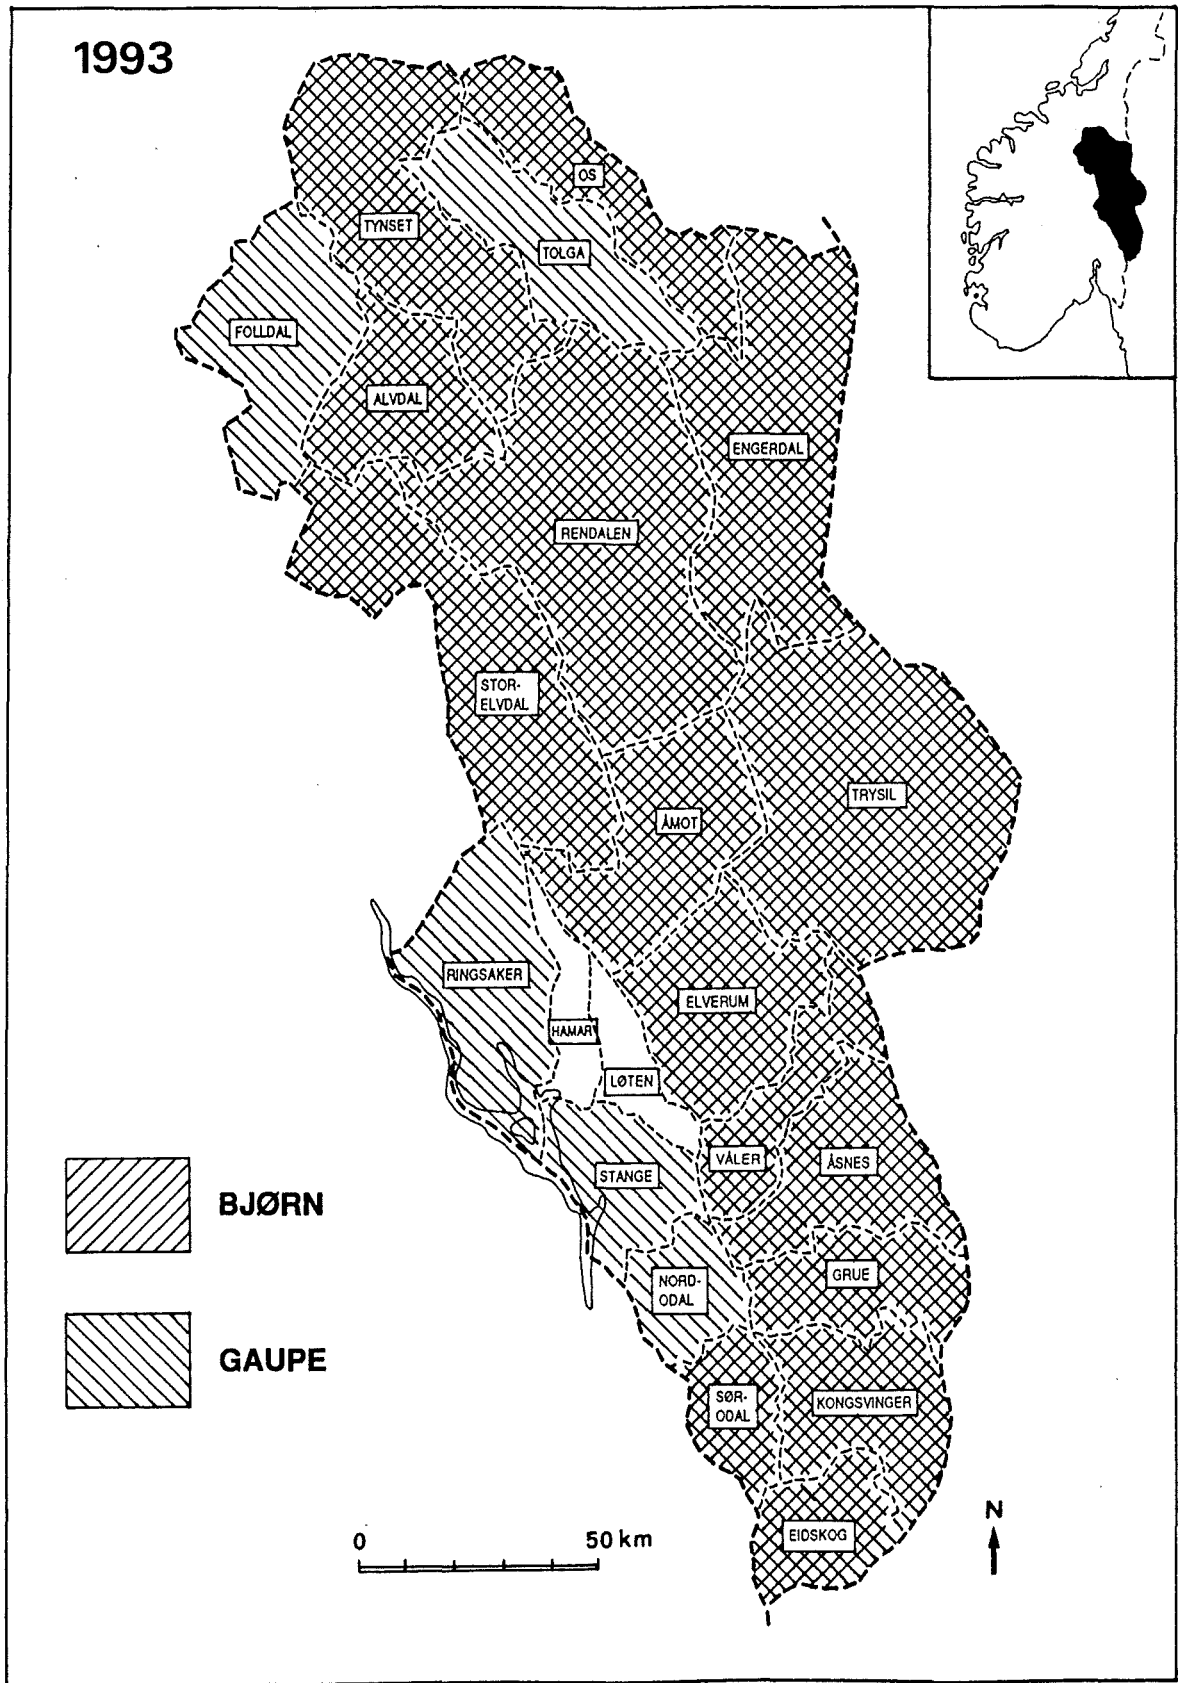 1993
OS
TYNSET
TOLGA
FOLLDAL
ALVDAL
ENGERDAL
RENDALEN
STOR-
ELVDAL
TRYSIL
ÅMOT
RINGSAKER
ELVERUM
HAMAR
LØTEN
VÅLER
ÅSNES
STANGE
BJØRN
GRUE
NORD-
ODAL
GAUPE
SØR-
ODAL
KONGSVINGER
EIDSKOG
0 50 km
N